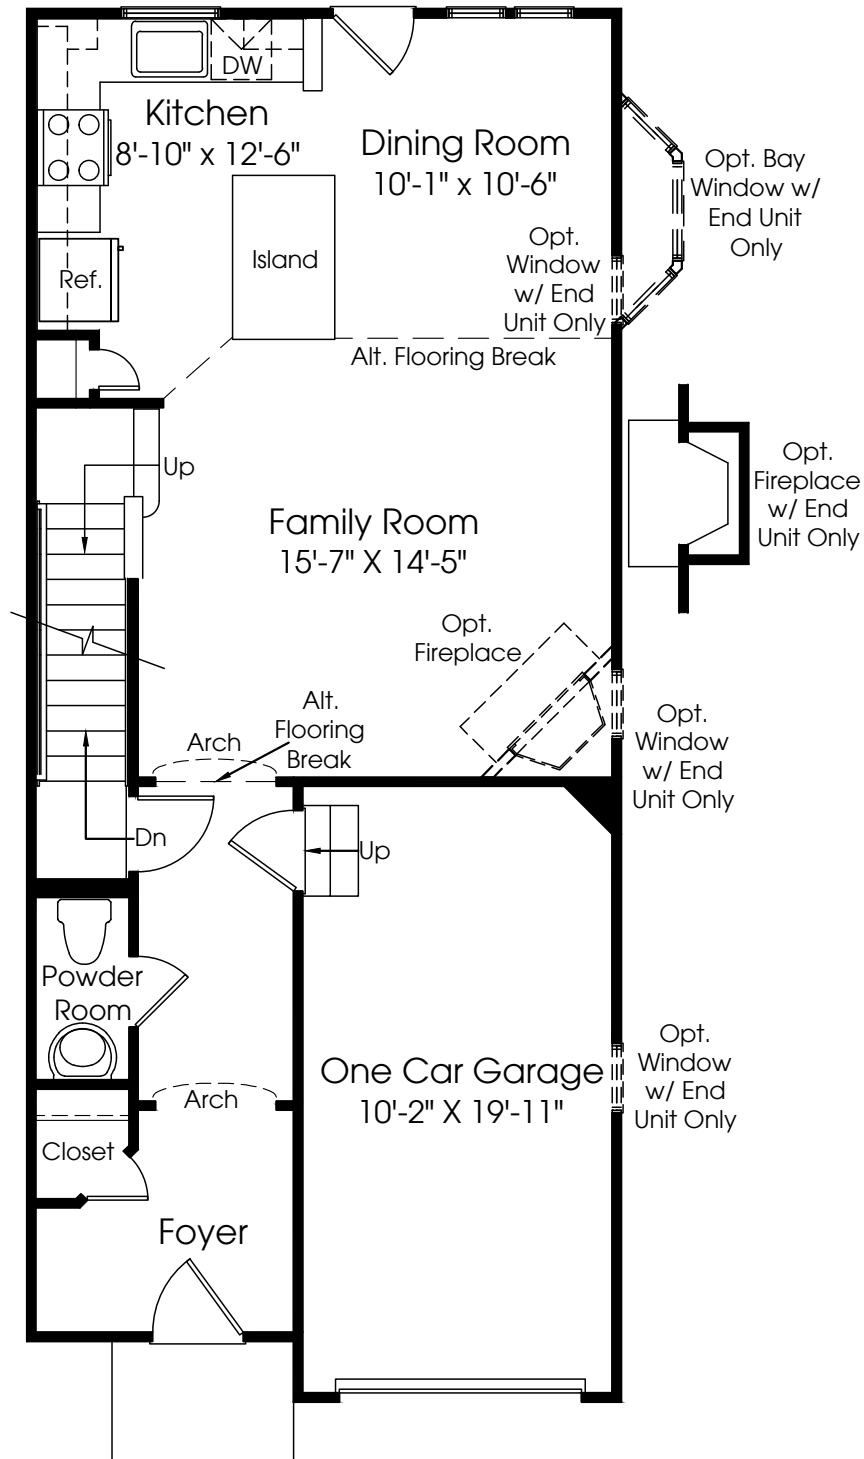 DW
Kitchen
8'-10" x 12'-6"
Dining Room
10'-1" x 10'-6"
Opt. Bay
Window w/
End Unit
Only
Opt.
Window
w/ End
Unit Only
Island
Ref.
Alt. Flooring Break
Up
Opt.
Fireplace
w/ End
Unit Only
Family Room
15'-7" X 14'-5"
Opt.
Fireplace
Alt.
Flooring
Break
Arch
Opt.
Window
w/ End
Unit Only
Dn
Up
Powder
Room
One Car Garage
10'-2" X 19'-11"
Opt.
Window
w/ End
Unit Only
Arch
Closet
Foyer